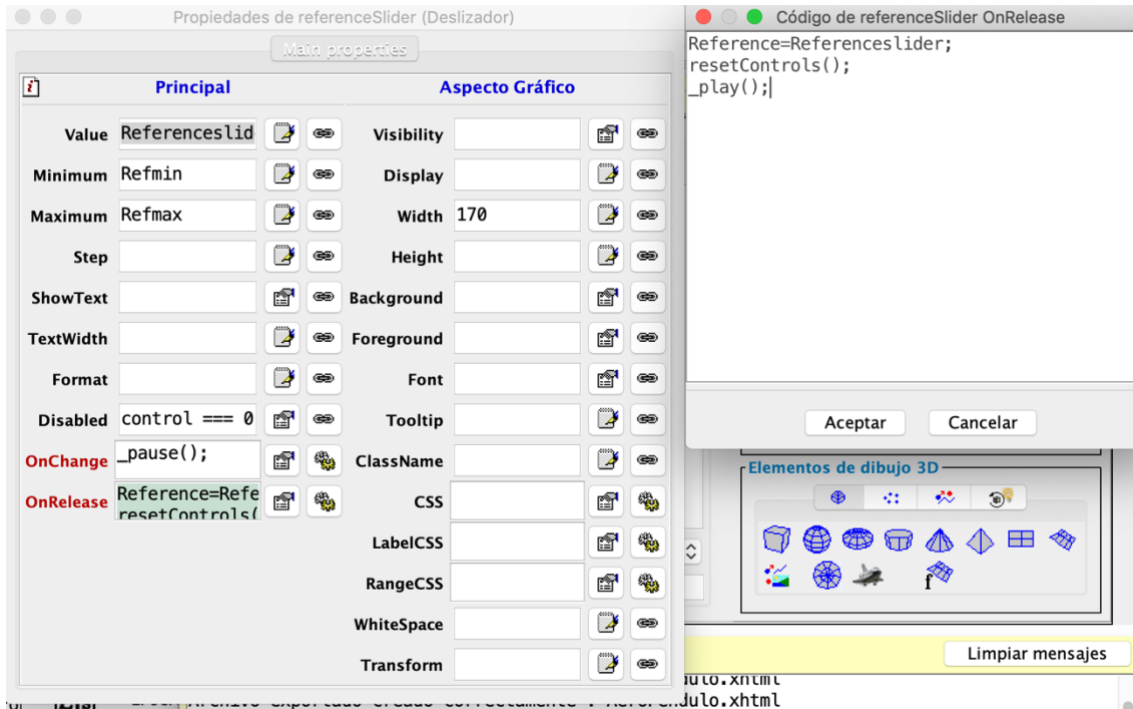 Propiedades de referenceSlider (Deslizador)
Main properties
Principal
Aspecto Gráfico
Value Referenceslid
Visibility
Minimum Refmin
Display
Maximum Refmax
Width 170
Step
Height
ShowText
Background
TextWidth
Foreground
Format
Font
Disabled control === 0
Tooltip
OnChange _pause();
ClassName
OnRelease Reference=Refe
resetControls(
CSS
LabelCSS
RangeCSS
WhiteSpace
Transform
Código de referenceSlider OnRelease
Reference=Referenceslider;
resetControls();
_play();
Aceptar
Cancelar
Elementos de dibujo 3D
f
Limpiar mensajes
dulo.xhtml
Archivo exportado creado correctamente : Aeropéndulo.xhtml